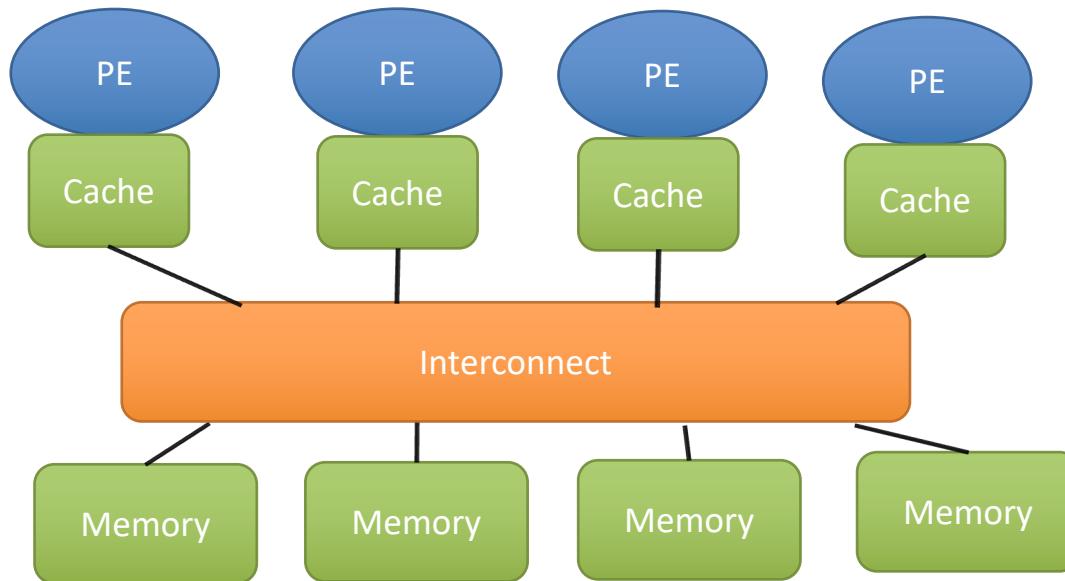 PE
PE
PE
PE
Cache
Cache
Cache
Cache
Interconnect
Memory
Memory
Memory
Memory